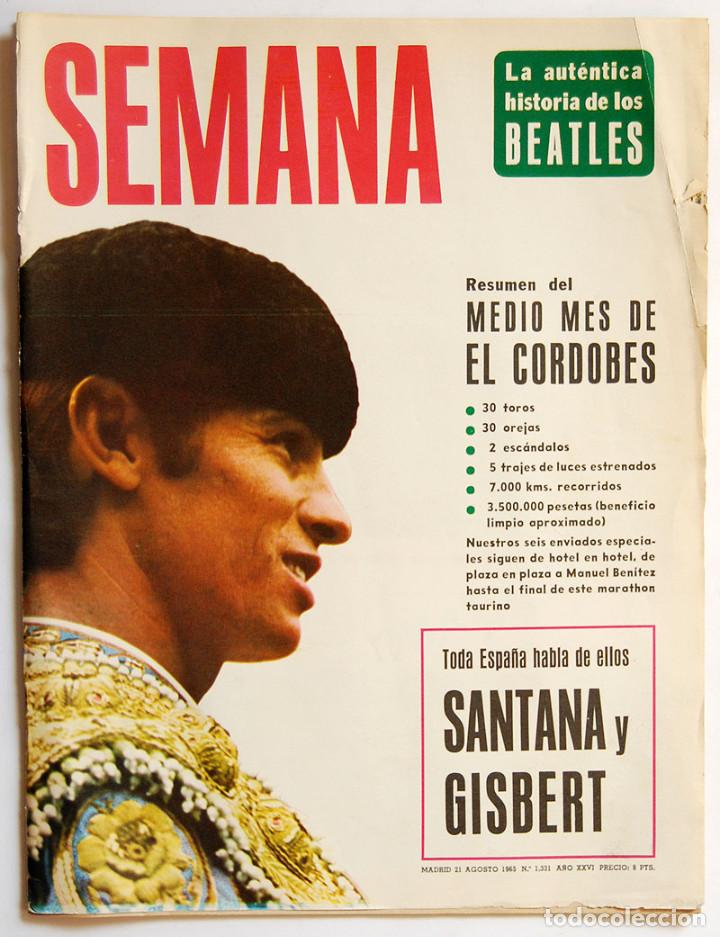 SEMANA
La auténtica
historia de los
BEATLES
Resumen del
MEDIO MES DE
EL CORDOBES
30 toros
30 orejas
2 escándalos
5 trajes de luces estrenados
7.000 kms. recorridos
3.500.000 pesetas (beneficio
limpio aproximado)
Nuestros seis enviados especia-
les siguen de hotel en hotel, de
plaza en plaza a Manuel Benítez
hasta el final de este marathon
taurino
Toda España habla de ellos
SANTANA y
GISBERT
MADRID 21 AGOSTO 1965 N.° 1,331 AÑO XXVI PRECIO: 8 PTS.
todocoleccion